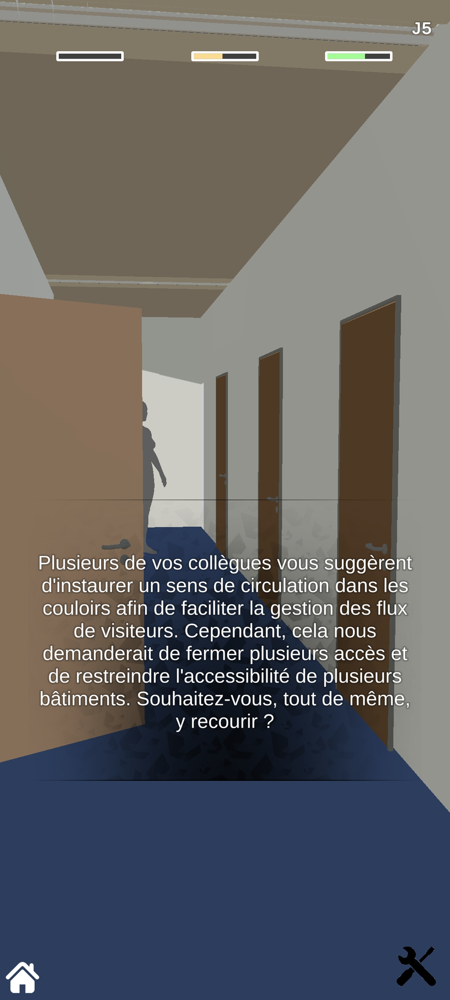 J5
Plusieurs de vos collègues vous suggèrent
d'instaurer un sens de circulation dans les
couloirs afin de faciliter la gestion des flux
de visiteurs. Cependant, cela nous
demanderait de fermer plusieurs accès et
de restreindre l'accessibilité de plusieurs
bâtiments. Souhaitez-vous, tout de même,
y recourir ?